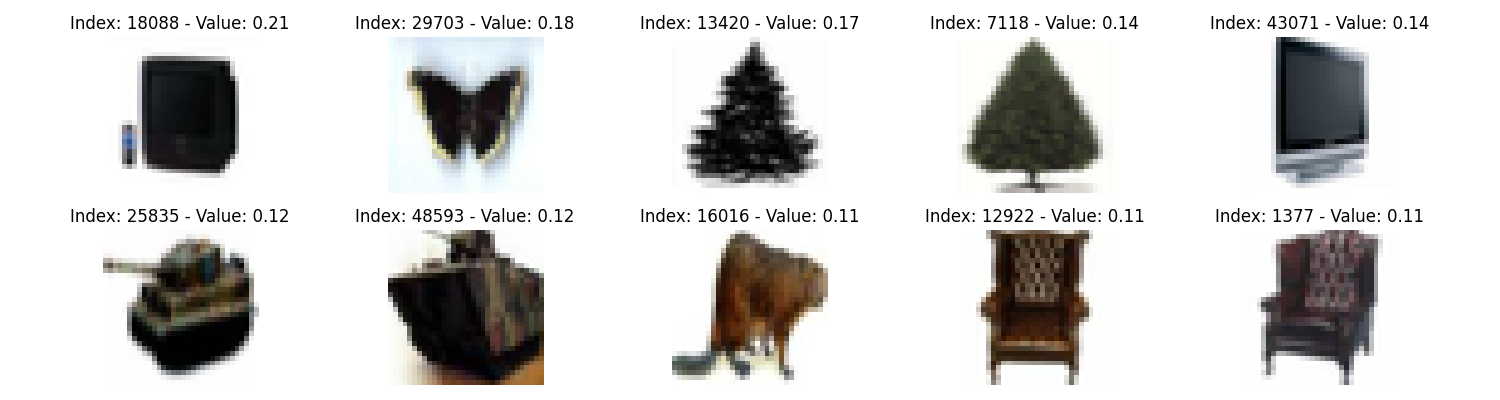 Index: 18088 - Value: 0.21
Index: 29703 - Value: 0.18
Index: 13420 - Value: 0.17
Index: 7118 - Value: 0.14
Index: 43071 - Value: 0.14
Index: 25835 - Value: 0.12
Index: 48593 - Value: 0.12
Index: 16016 - Value: 0.11
Index: 12922 - Value: 0.11
Index: 1377 - Value: 0.11